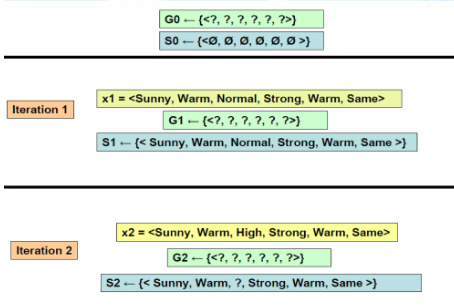 G0 ← {<?, ?, ?, ?, ?, ?>}
S0 ← {<Ø, Ø, Ø, Ø, Ø, Ø >}
Iteration 1
x1 = <Sunny, Warm, Normal, Strong, Warm, Same>
G1 ← {<?, ?, ?, ?, ?, ?>}
S1 ← {< Sunny, Warm, Normal, Strong, Warm, Same >}
Iteration 2
x2 = <Sunny, Warm, High, Strong, Warm, Same>
G2 ← {<?, ?, ?, ?, ?, ?>}
S2 ← {< Sunny, Warm, ?, Strong, Warm, Same >}